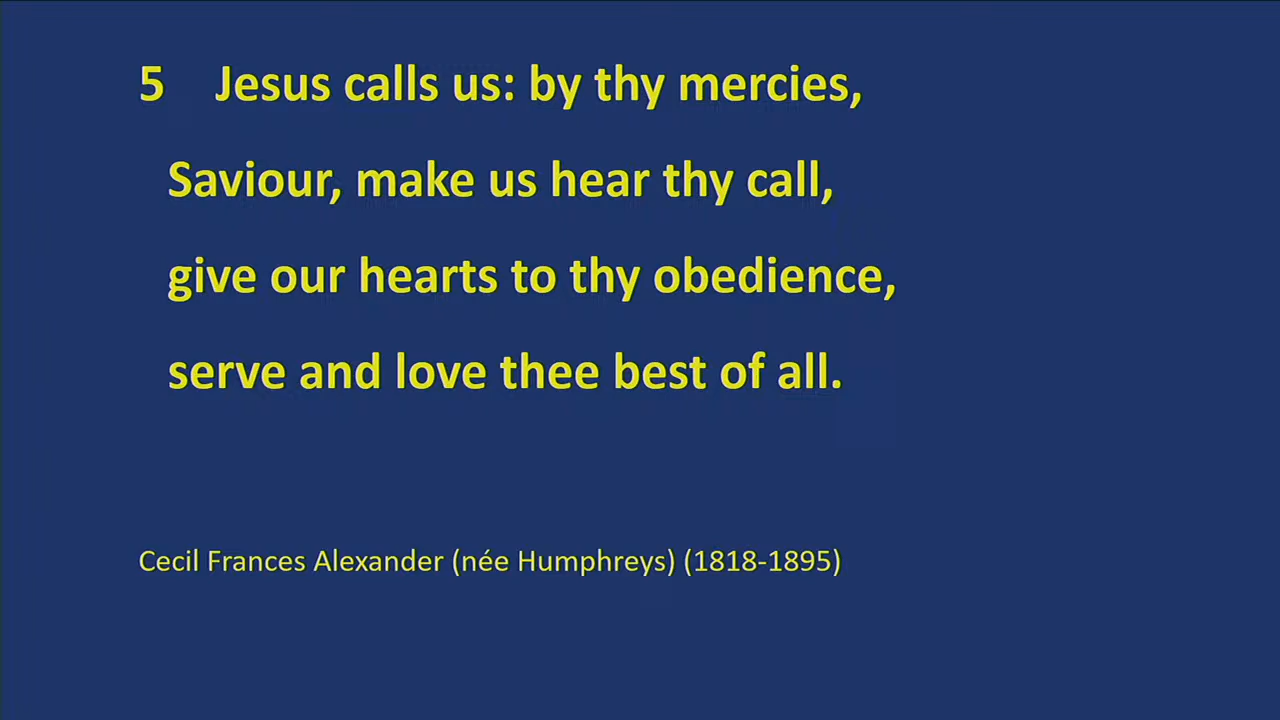 5 Jesus calls us: by thy mercies,
Saviour, make us hear thy call,
give our hearts to thy obedience,
serve and love thee best of all.
Cecil Frances Alexander (née Humphreys) (1818-1895)